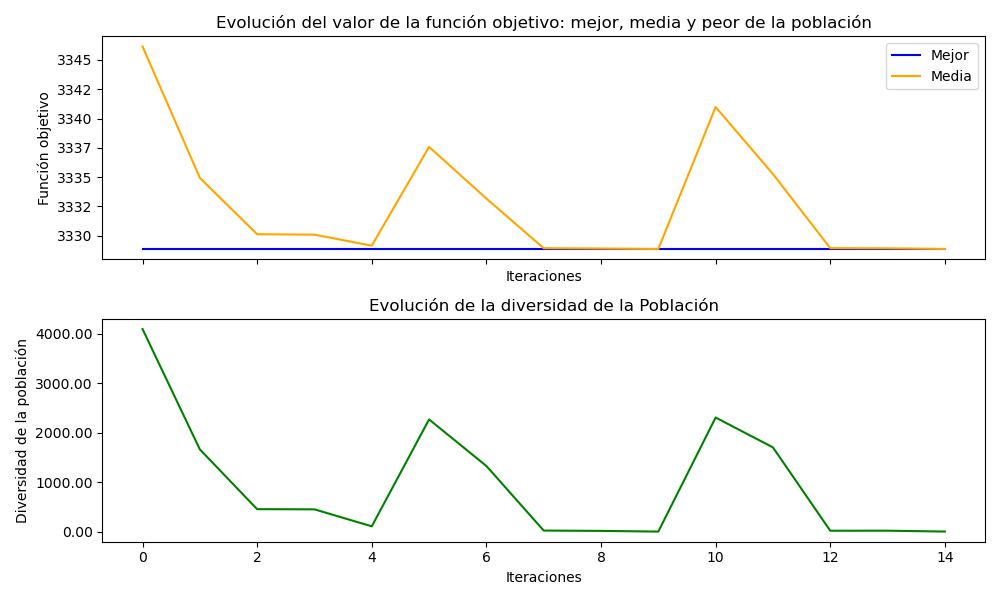 Evolución del valor de la función objetivo: mejor, media y peor de la población
Función objetivo
3345
3342
3340
3337
3335
3332
3330
Mejor
Media
Iteraciones
Evolución de la diversidad de la Población
Diversidad de la población
4000.00
3000.00
2000.00
1000.00
0.00
0 2 4 6 8 10 12 14
Iteraciones